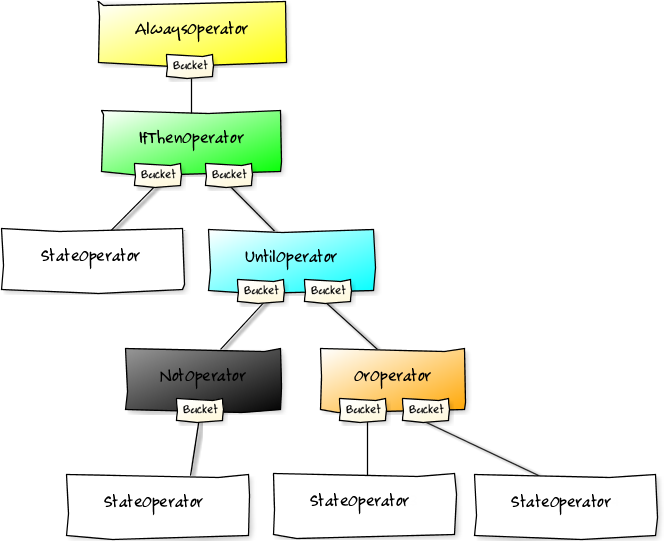 AlwaysOperator
Bucket
IfThenOperator
Bucket
Bucket
StateOperator
UntilOperator
Bucket
Bucket
NotOperator
OrOperator
Bucket
Bucket
Bucket
StateOperator
StateOperator
StateOperator